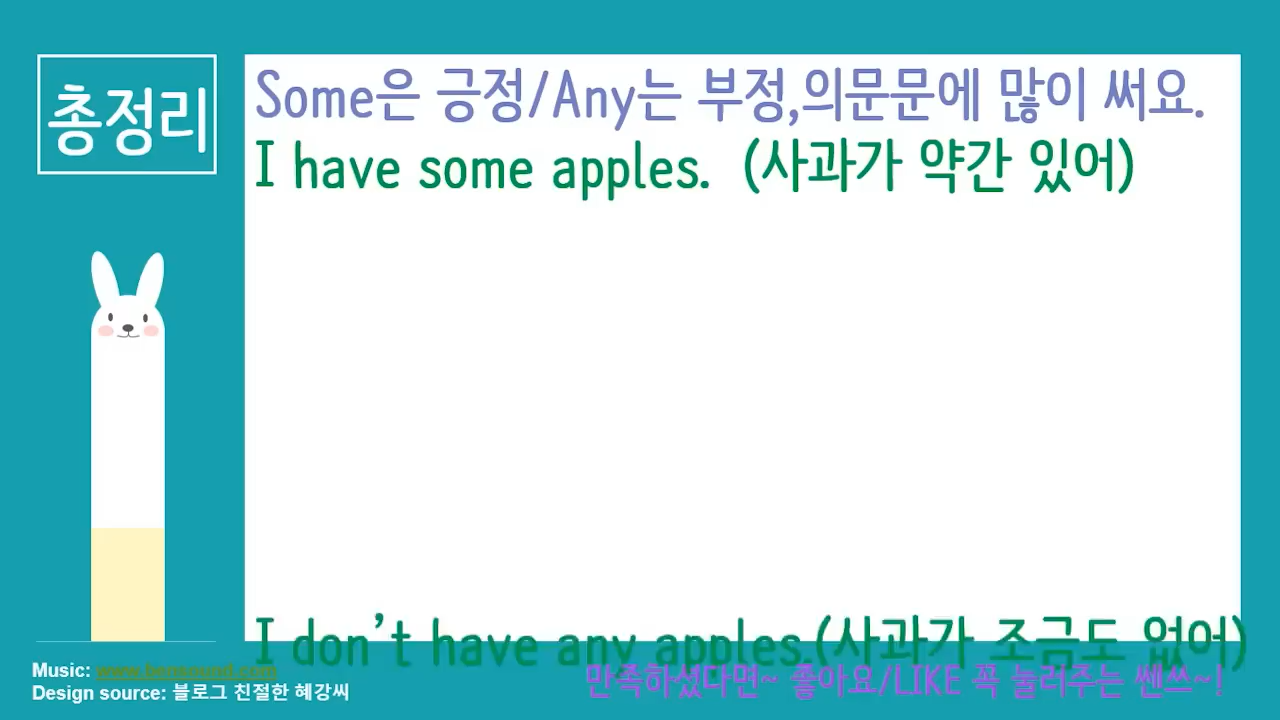 총정리
Some은 긍정/Any는 부정,의문문에 많이 써요.
I have some apples. (사과가 약간 있어)
I don't have any apples.(사과가 조금도 없어)
만족하셨다면~ 좋아요/LIKE 꼭 눌러주는 쎈쓰~!
Music: www.bensound.com
Design source: 블로그 친절한 혜강씨